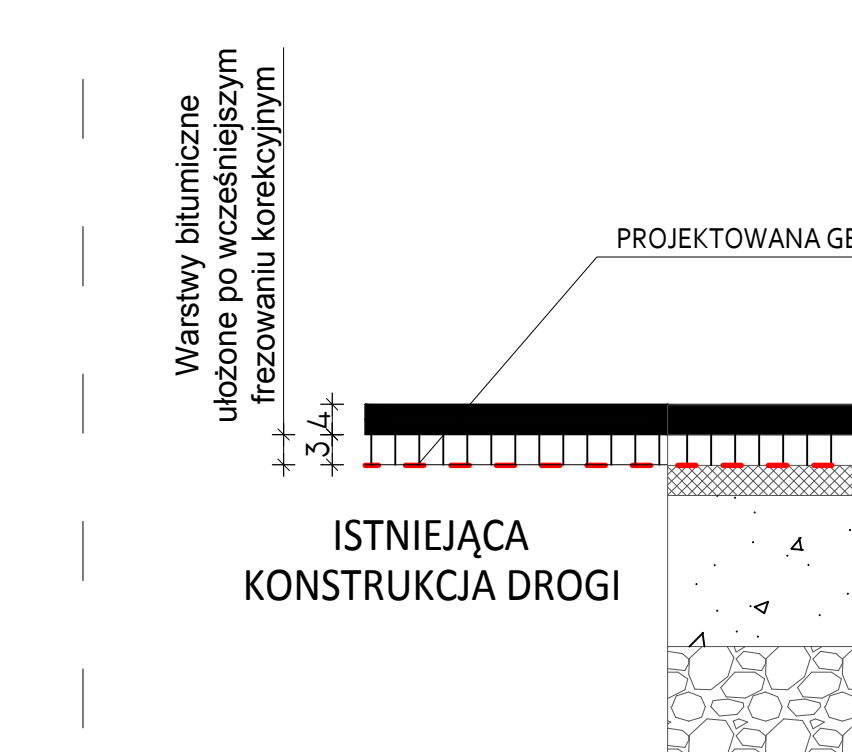 Warstwy bitumiczne
ułożone po wcześniejszym
frezowaniu korekcyjnym
PROJEKTOWANA GE
4
3
ISTNIEJĄCA
KONSTRUKCJA DROGI